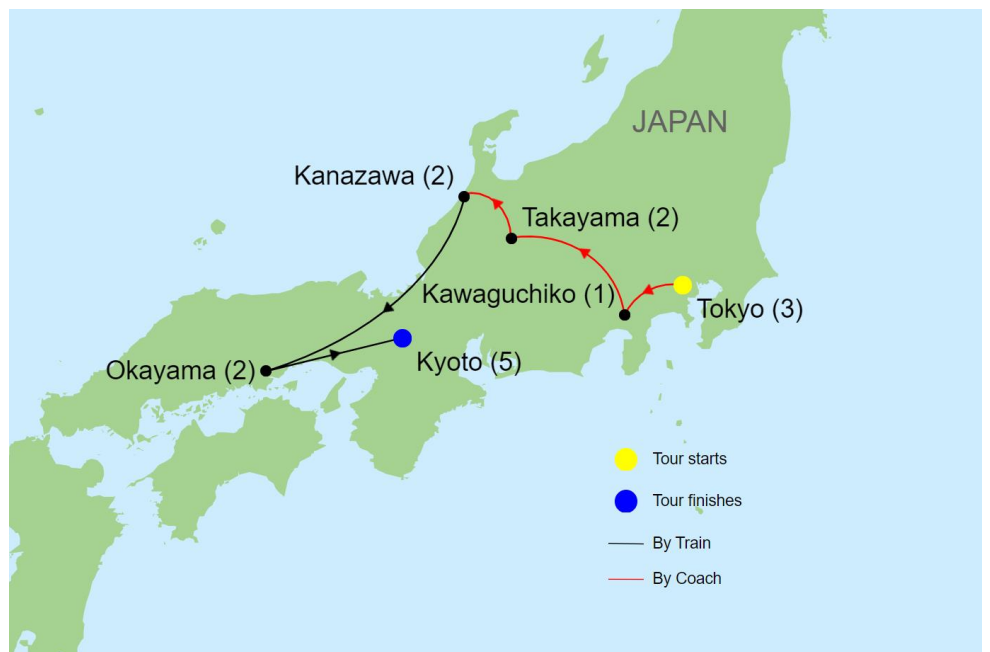 JAPAN
Kanazawa (2)
Takayama (2)
Kawaguchiko (1)
Tokyo (3)
Okayama (2)
Kyoto (5)
Tour starts
Tour finishes
By Train
By Coach